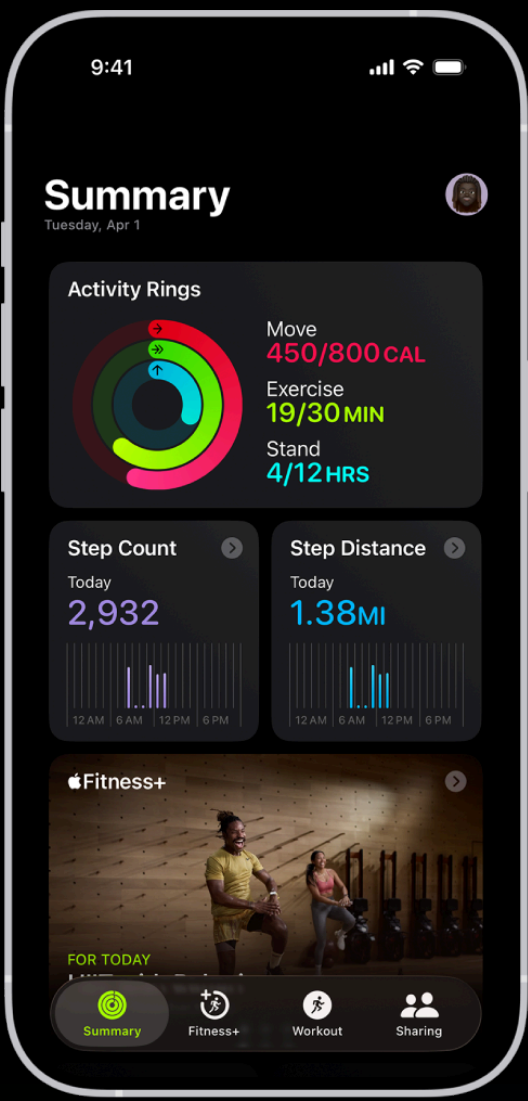 9:41
Summary
Tuesday, Apr 1
Activity Rings
Move
450/800CAL
Exercise
19/30MIN
Stand
4/12HRS
Step Count
Today
2,932
12 AM 6 AM 12 PM 6 PM
Step Distance
Today
1.38MI
12 AM 6 AM 12 PM 6 PM
Fitness+
FOR TODAY
Summary
Fitness+
Workout
Sharing